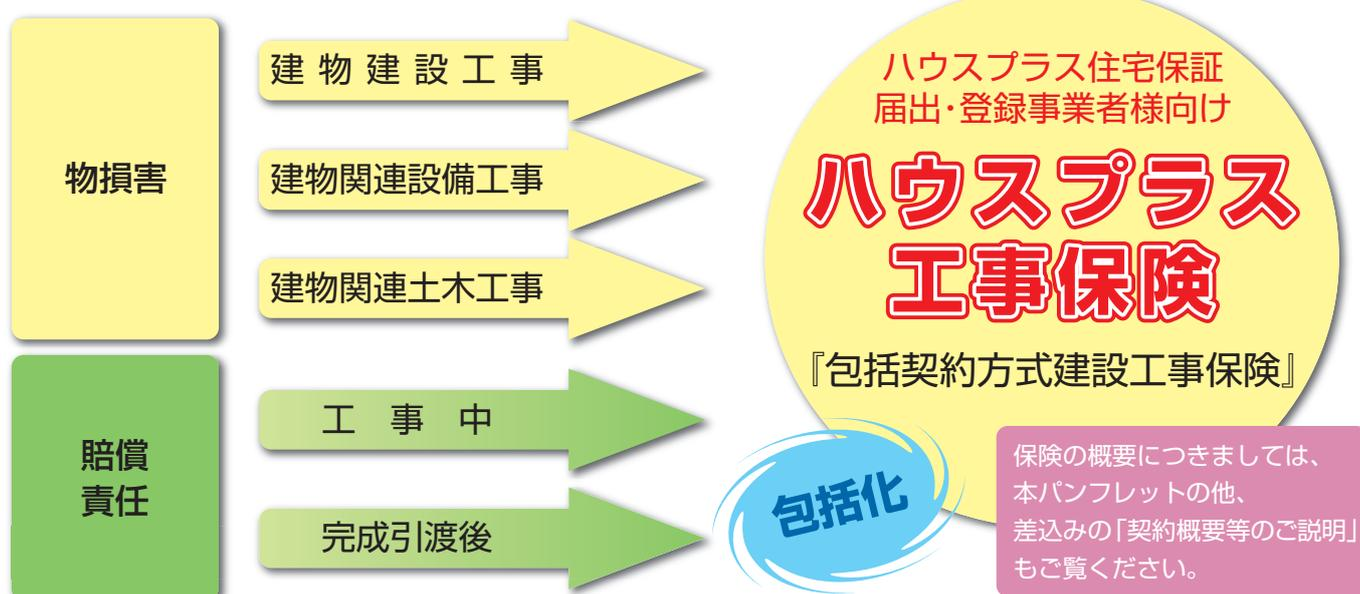 物損害
建物建設工事
建物関連設備工事
建物関連土木工事
賠償
責任
工事中
完成引渡後
ハウスプラス住宅保証
届出・登録事業者様向け
ハウスプラス
工事保険
『包括契約方式建設工事保険』
包括化
保険の概要につきましては、
本パンフレットの他、
差込みの「契約概要等のご説明」
もご覧ください。